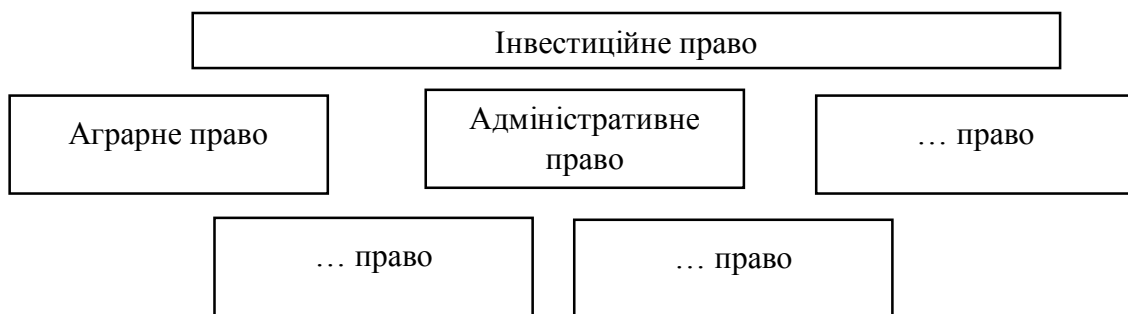 Інвестиційне право
Аграрне право
Адміністративне
право
… право
… право
… право